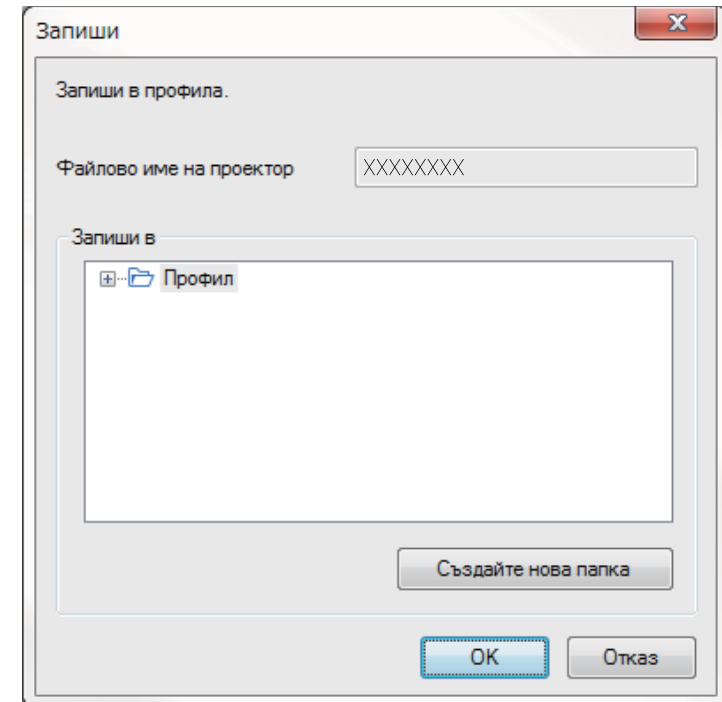 Запиши
Запиши в профила.
Файлово име на проектор XXXXXXXX
Запиши в
Профил
Създайте нова папка
OK Отказ